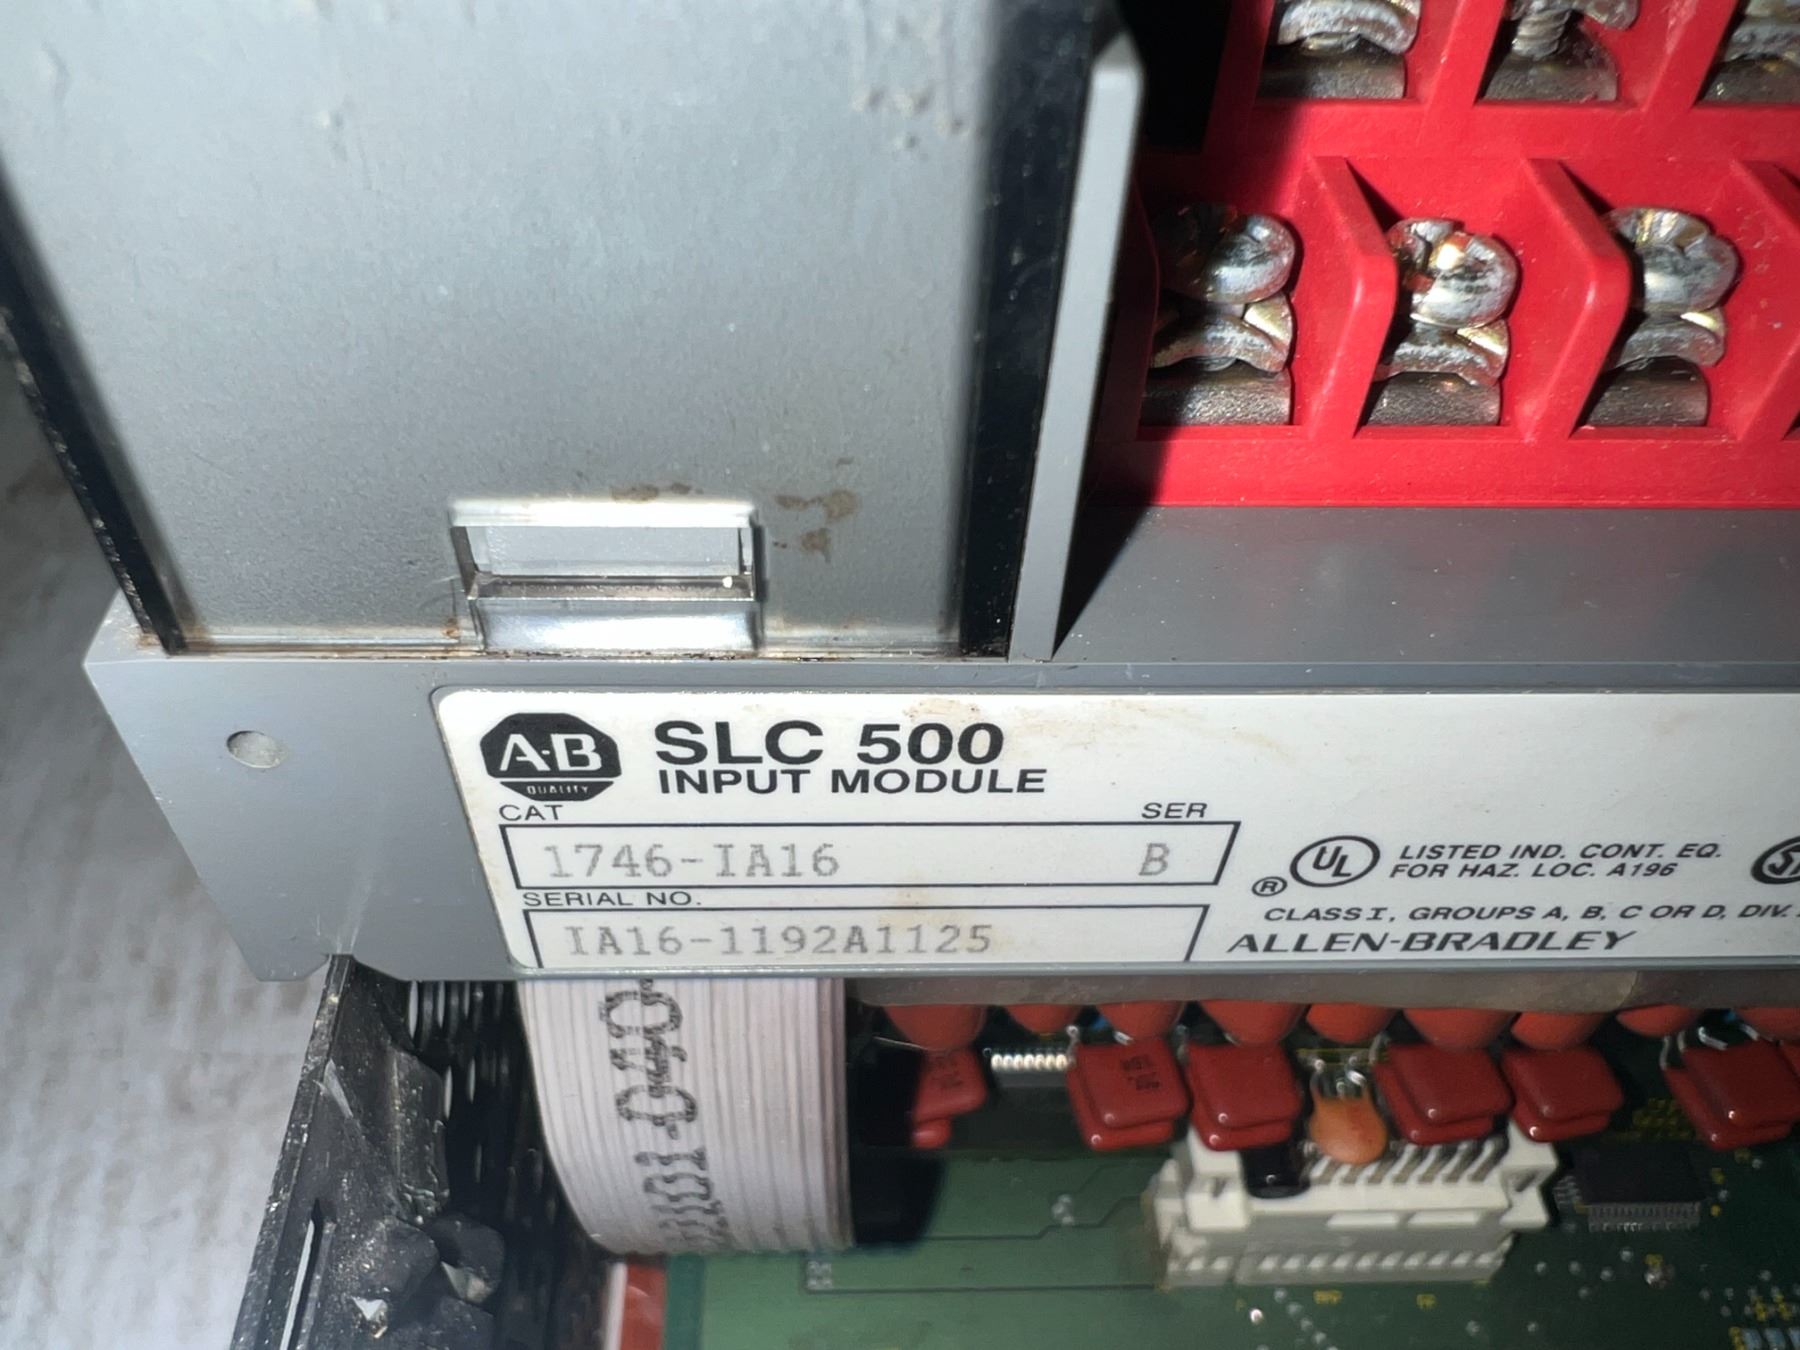 A·B
QUALITY
SLC 500
INPUT MODULE
CAT
SER
1746-IA16
B
SERIAL NO.
IA16-1192A1125
®
UL
LISTED IND. CONT. EQ.
FOR HAZ. LOC. A196
CLASS I, GROUPS A, B, C OR D, DIV.
ALLEN-BRADLEY